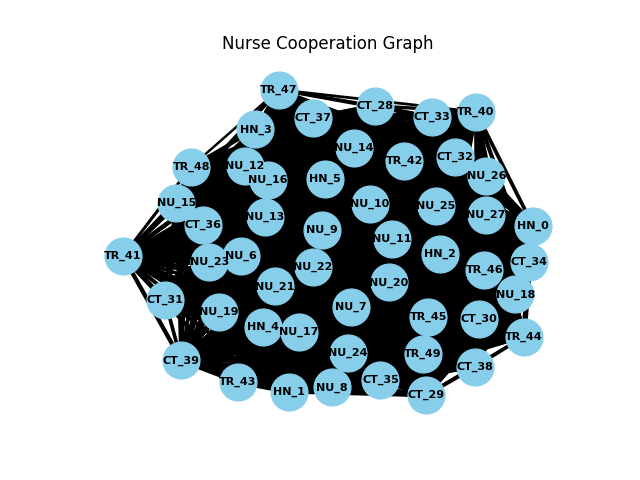 Nurse Cooperation Graph
TR_47
CT_28
TR_40
CT_37
CT_33
HN_3
NU_14
CT_32
TR_42
NU_12
TR_48
NU_26
NU_16
HN_5
NU_15
NU_10
NU_25
NU_27
NU_13
CT_36
HN_0
NU_9
NU_11
HN_2
TR_41
NU_6
NU_23
CT_34
NU_22
TR_46
NU_20
NU_21
NU_18
CT_31
NU_7
NU_19
TR_45
CT_30
HN_4
NU_17
TR_44
NU_24
TR_49
CT_39
CT_38
CT_35
TR_43
NU_8
HN_1
CT_29